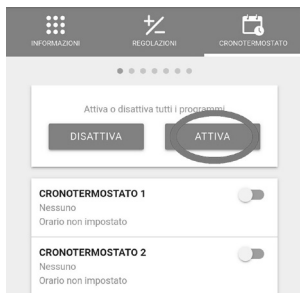 INFORMAZIONI
REGOLAZIONI
CRONOTERMOSTATO
Attiva o disattiva tutti i programmi
DISATTIVA
ATTIVA
CRONOTERMOSTATO 1
Nessuno
Orario non impostato
CRONOTERMOSTATO 2
Nessuno
Orario non impostato